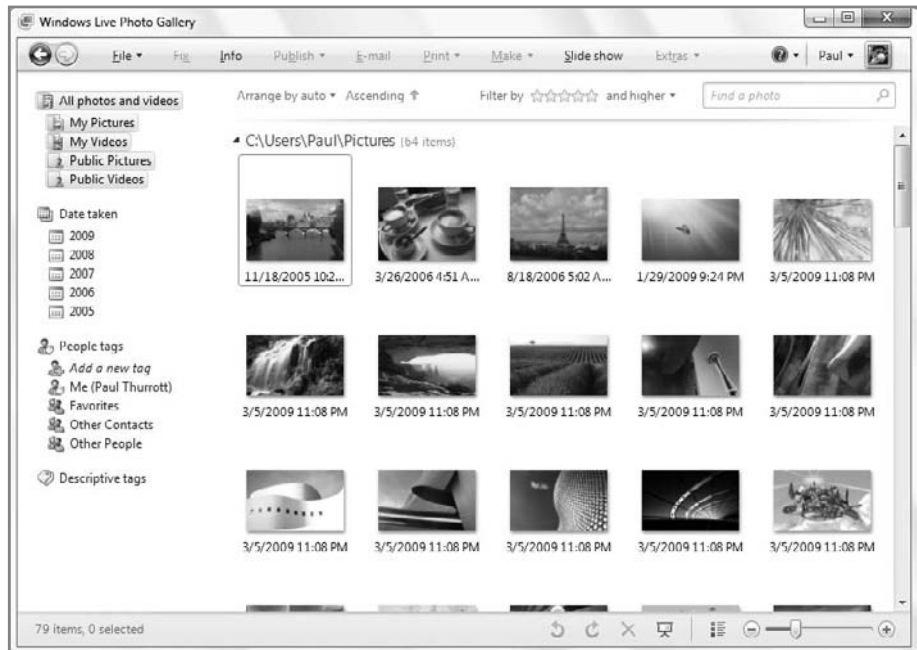 Windows Live Photo Gallery
File Fix Info Publish E-mail Print Make Slide show Extras Paul
All photos and videos
My Pictures
My Videos
Public Pictures
Public Videos
Date taken
2009
2008
2007
2006
2005
People tags
Add a new tag
Me (Paul Thurrott)
Favorites
Other Contacts
Other People
Descriptive tags
Arrange by auto Ascending Filter by and higher Find a photo
C:\Users\Paul\Pictures (64 items)
11/18/2005 10:2... 3/26/2006 4:51 A... 8/18/2006 5:02 A... 1/29/2009 9:24 PM 3/5/2009 11:08 PM
3/5/2009 11:08 PM 3/5/2009 11:08 PM 3/5/2009 11:08 PM 3/5/2009 11:08 PM 3/5/2009 11:08 PM
3/5/2009 11:08 PM 3/5/2009 11:08 PM 3/5/2009 11:08 PM 3/5/2009 11:08 PM 3/5/2009 11:08 PM
79 items, 0 selected